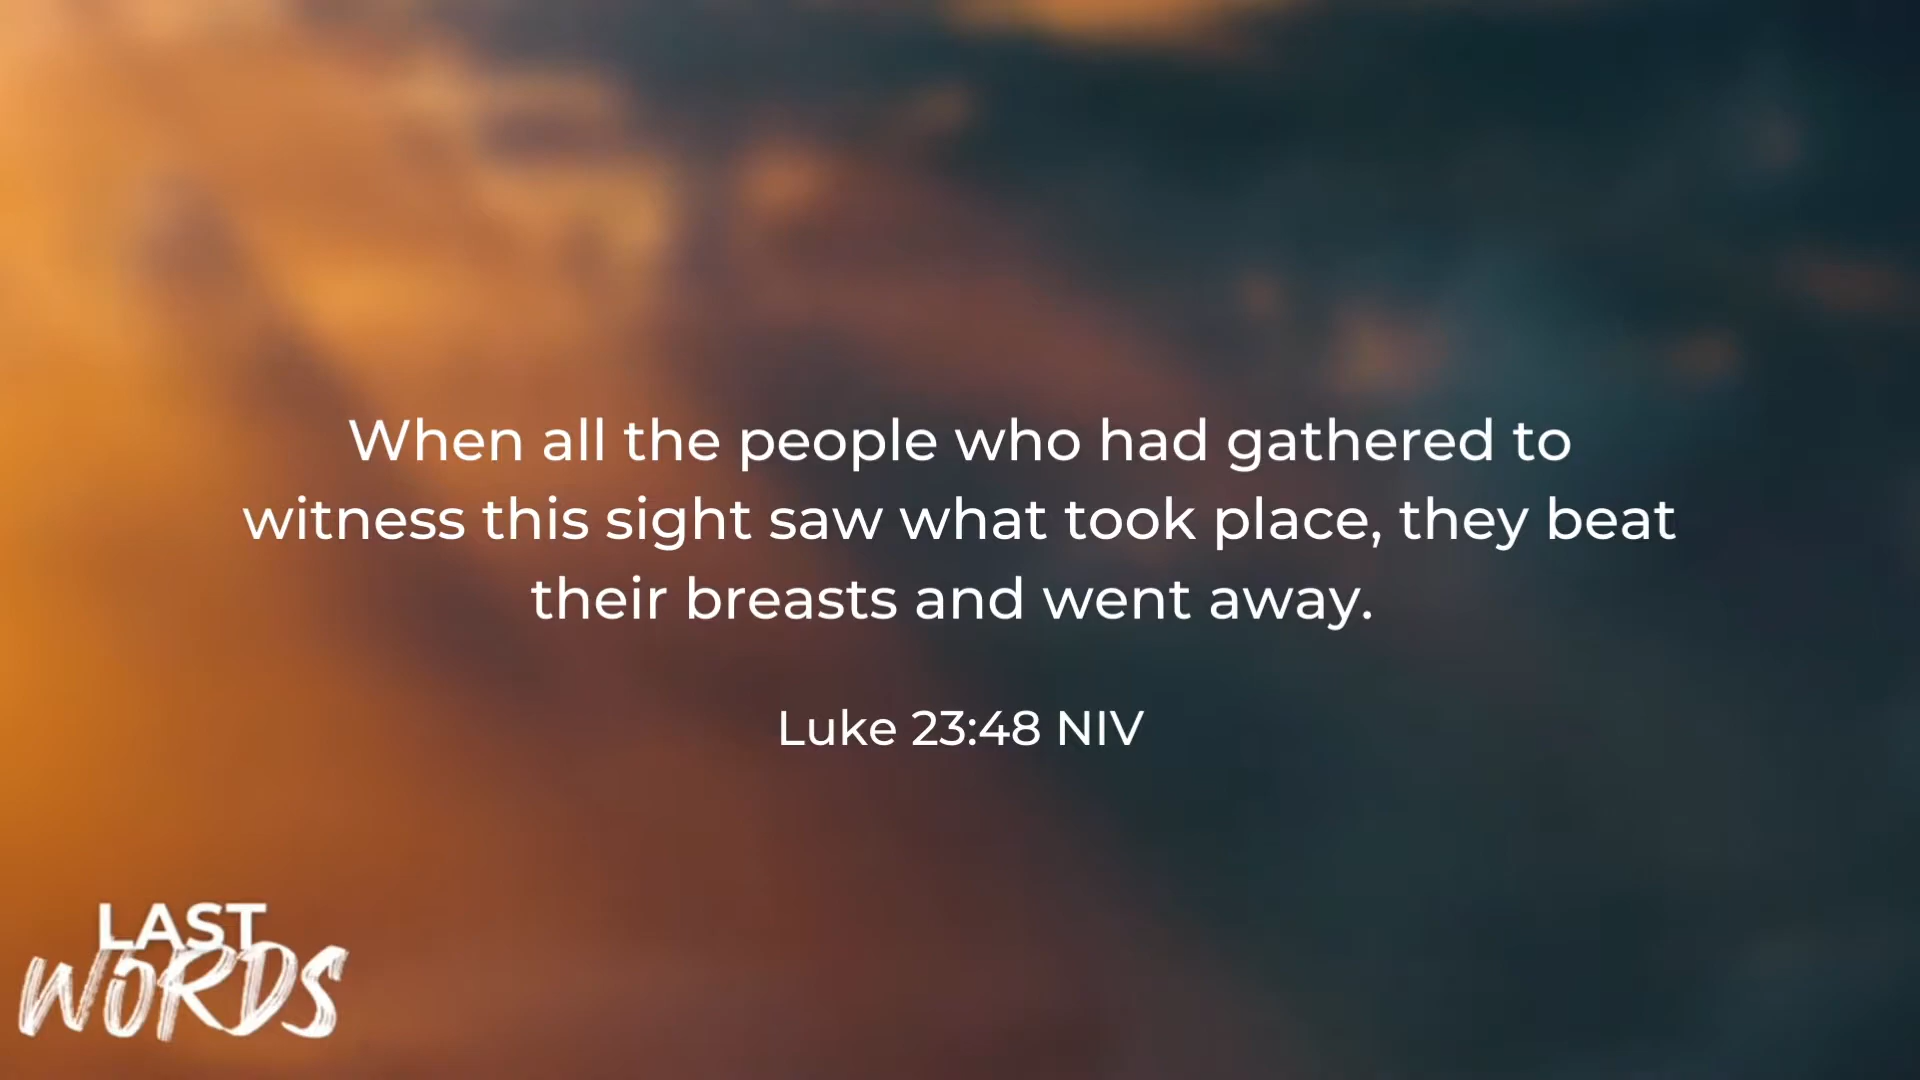 When all the people who had gathered to
witness this sight saw what took place, they beat
their breasts and went away.
Luke 23:48 NIV
LAST
WORDS